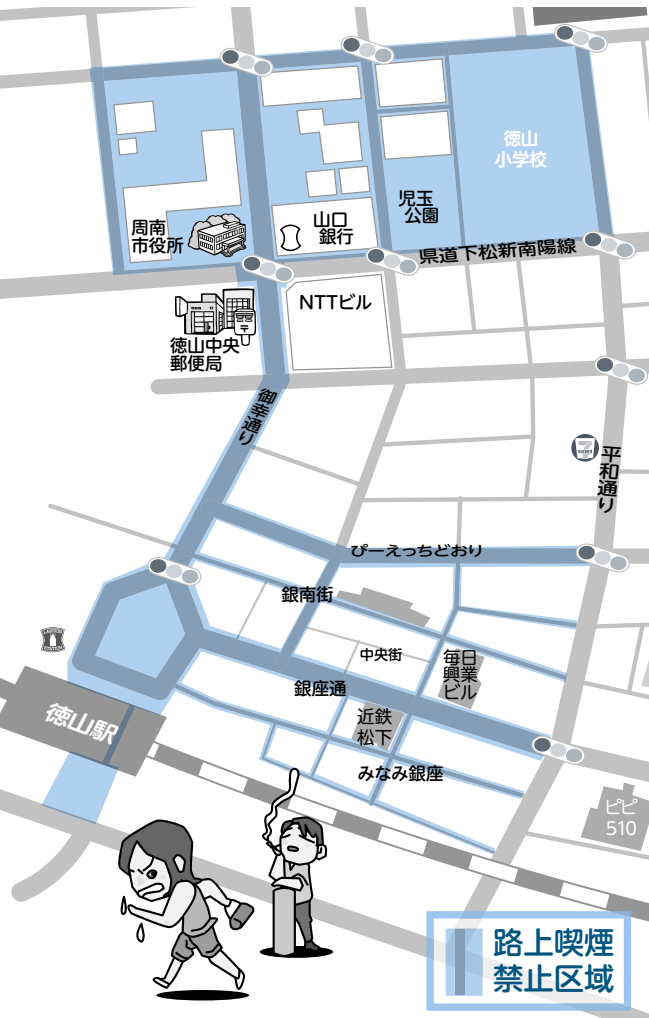 徳山
小学校
児玉
公園
周南
市役所
山口
銀行
県道下松新南陽線
NTTビル
徳山中央
郵便局
御幸通り
平和通り
ぴーえっちどおり
銀南街
中央街
毎日
興業
ビル
銀座通
近鉄
松下
徳山駅
みなみ銀座
ピピ
510
路上喫煙
禁止区域